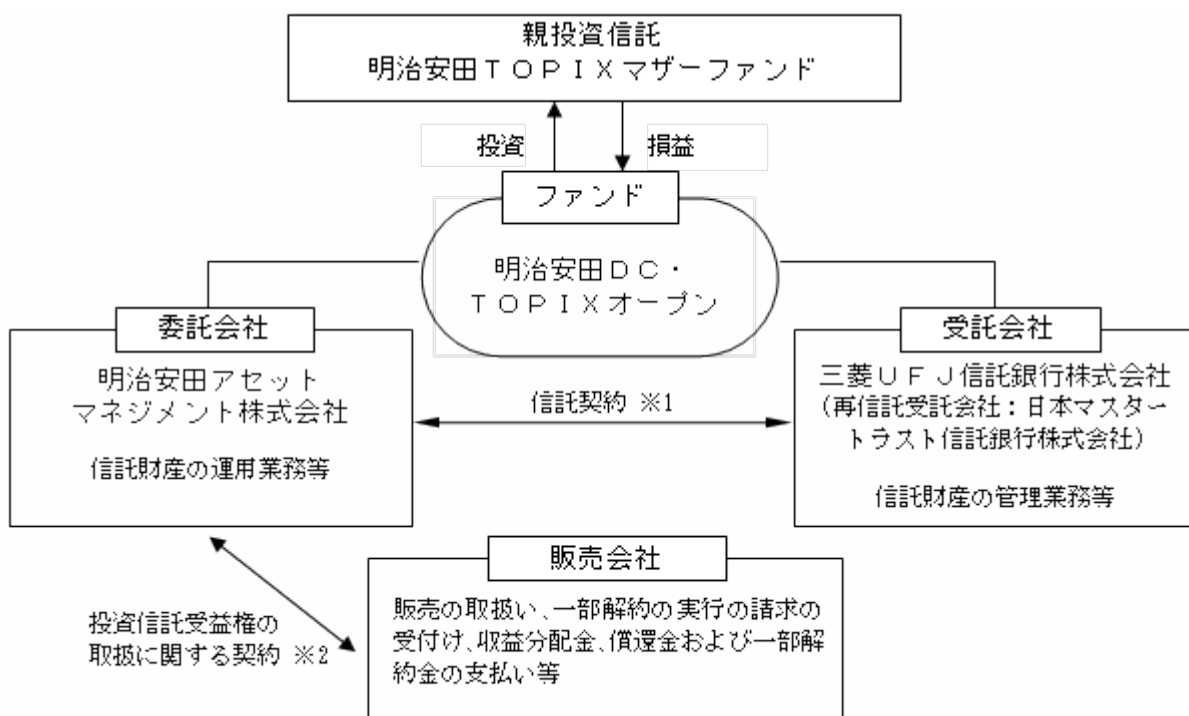 親投資信託
明治安田ＴＯＰＩＸマザーファンド
投資
損益
ファンド
明治安田ＤＣ・
ＴＯＰＩＸオープン
委託会社
明治安田アセット
マネジメント株式会社
信託財産の運用業務等
信託契約 ※1
受託会社
三菱ＵＦＪ信託銀行株式会社
(再信託受託会社：日本マスター
トラスト信託銀行株式会社)
信託財産の管理業務等
投資信託受益権の
取扱に関する契約 ※2
販売会社
販売の取扱い、一部解約の実行の請求の
受付け、収益分配金、償還金および一部解
約金の支払い等